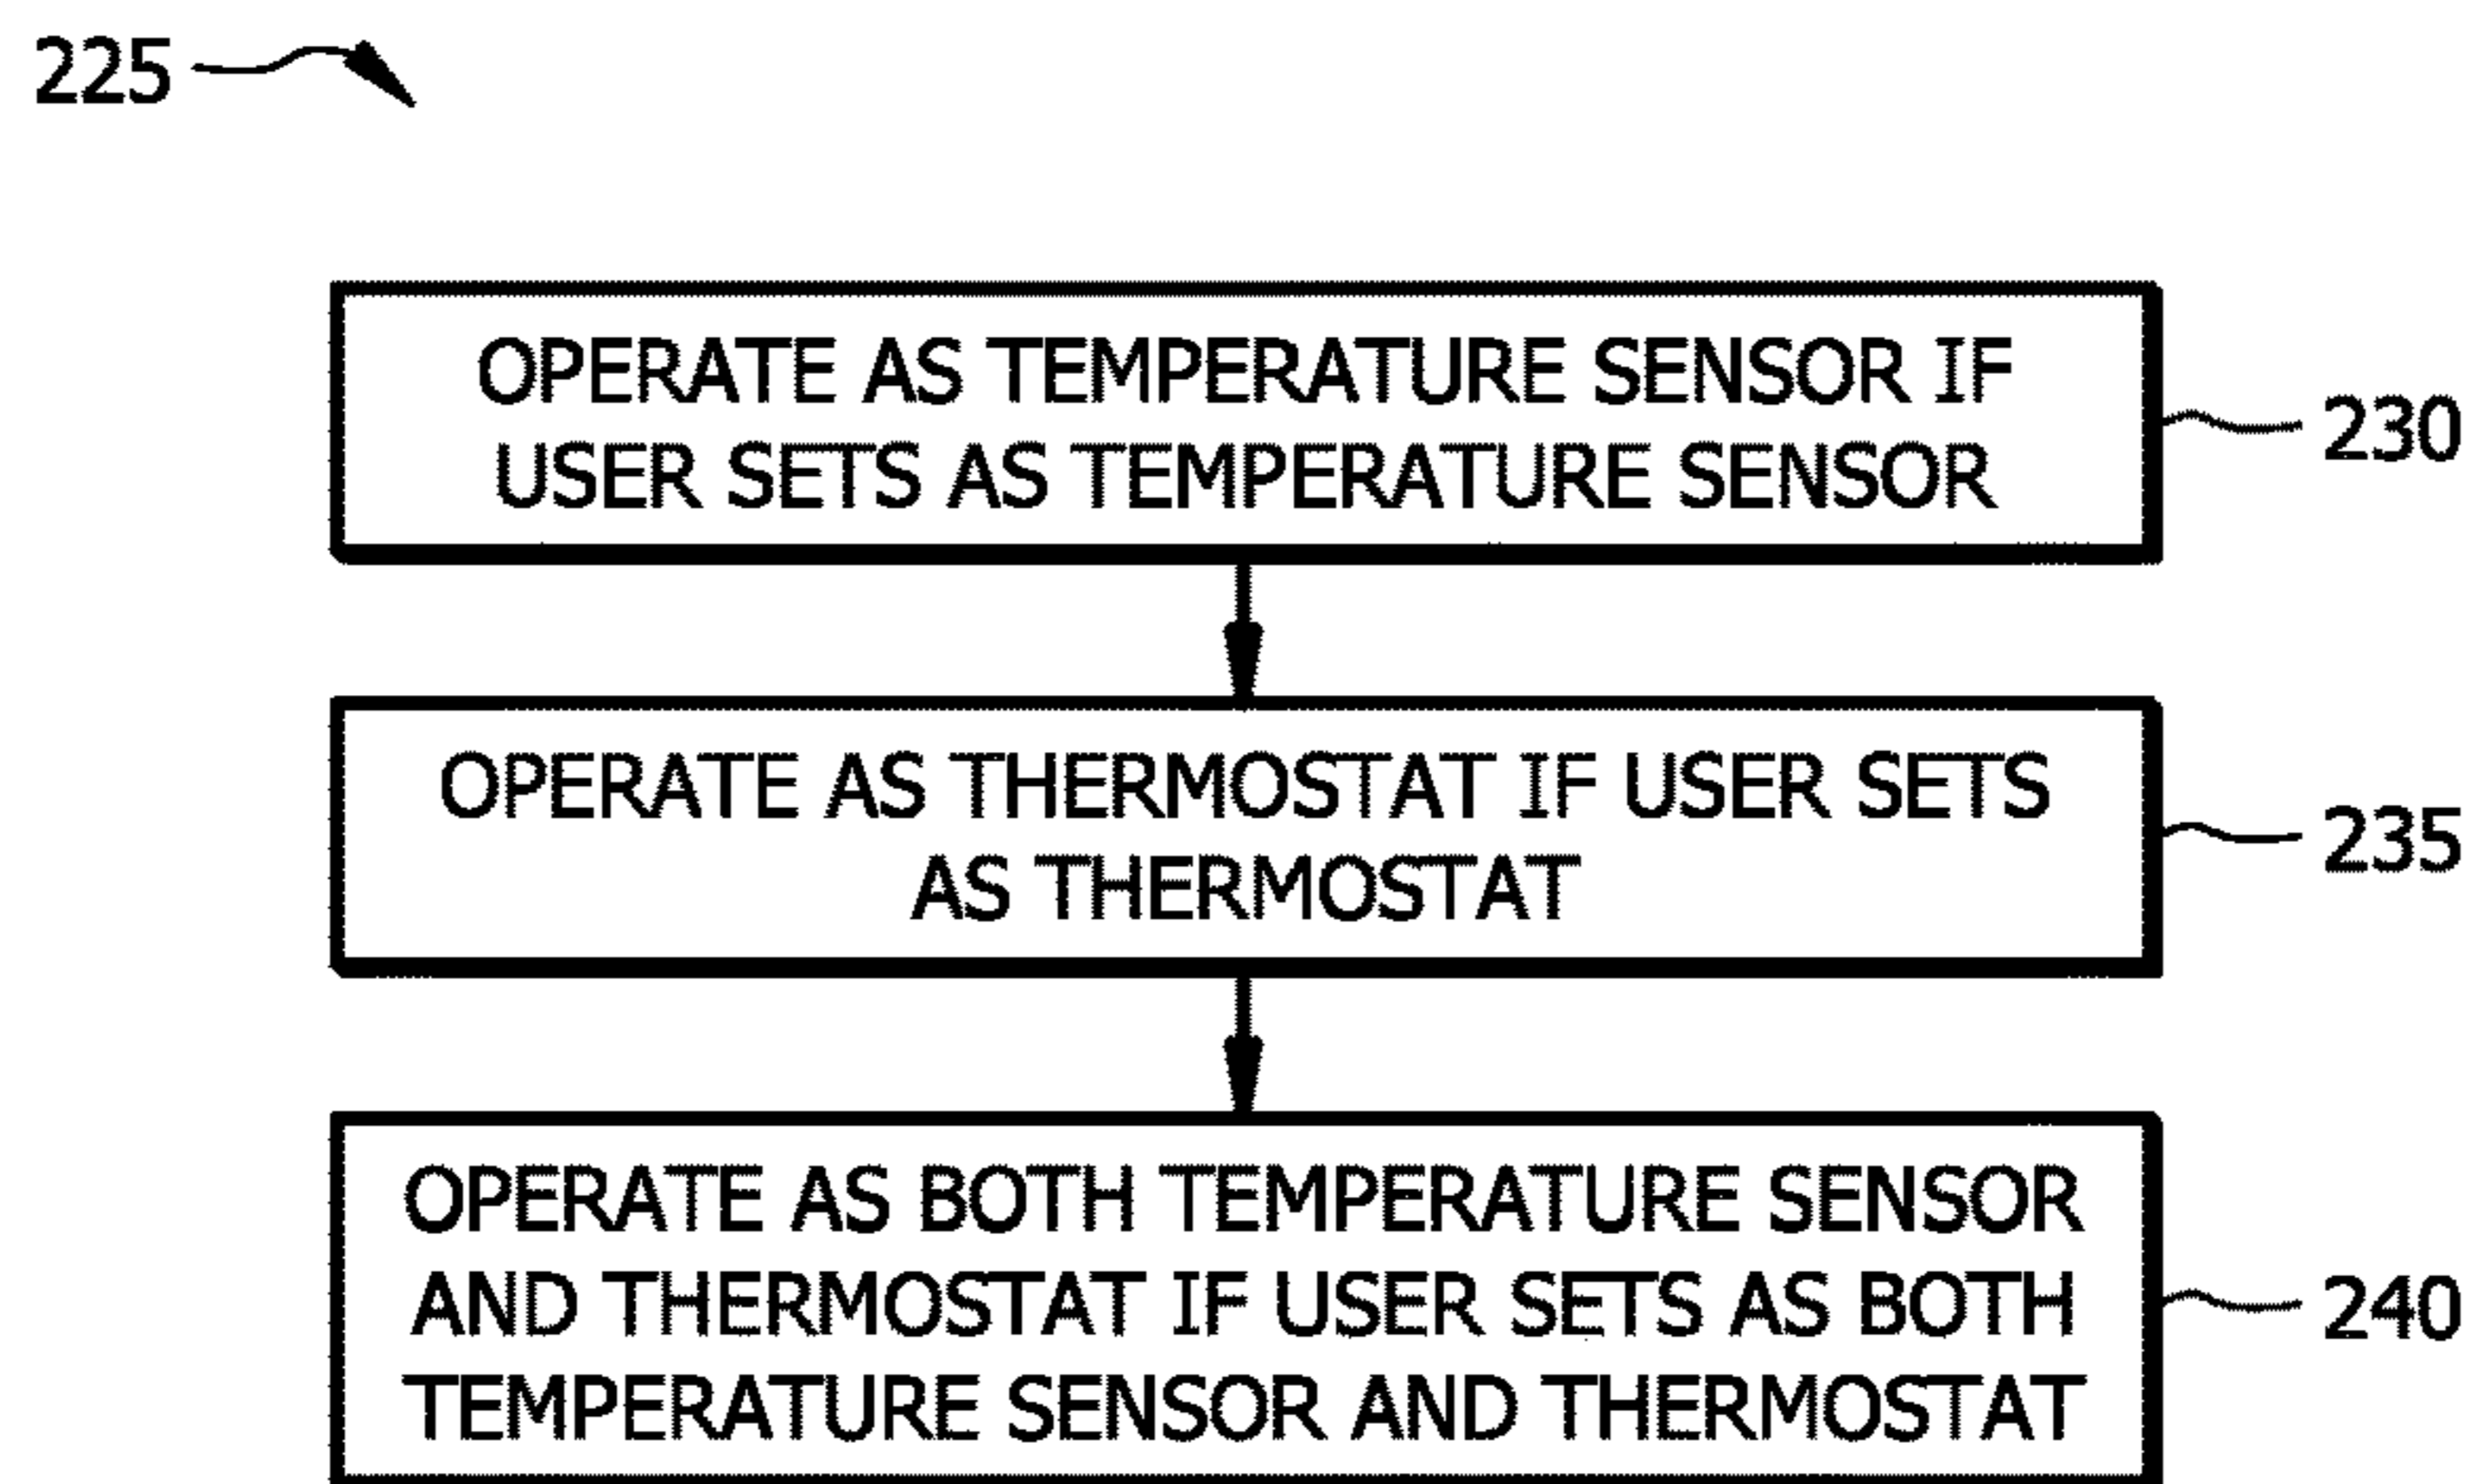 225
OPERATE AS TEMPERATURE SENSOR IF
USER SETS AS TEMPERATURE SENSOR
230
OPERATE AS THERMOSTAT IF USER SETS
AS THERMOSTAT
235
OPERATE AS BOTH TEMPERATURE SENSOR
AND THERMOSTAT IF USER SETS AS BOTH
TEMPERATURE SENSOR AND THERMOSTAT
240